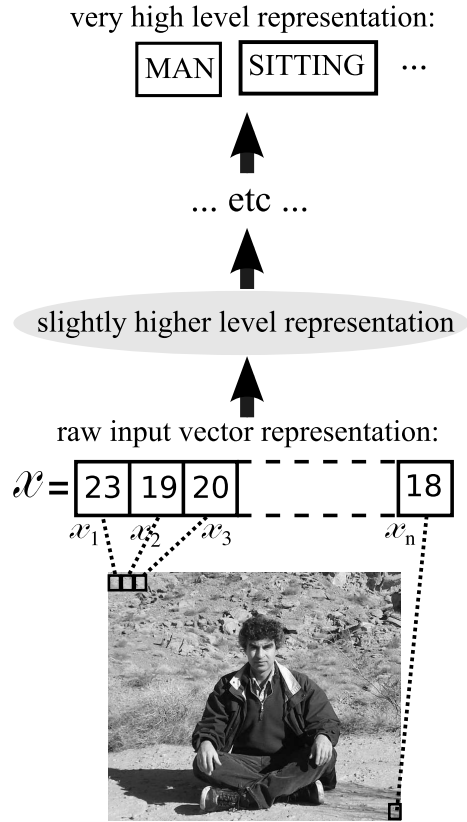 very high level representation:
MAN SITTING ...
... etc ...
slightly higher level representation
raw input vector representation:
x = 23 19 20 18
x1 x2 x3 xn